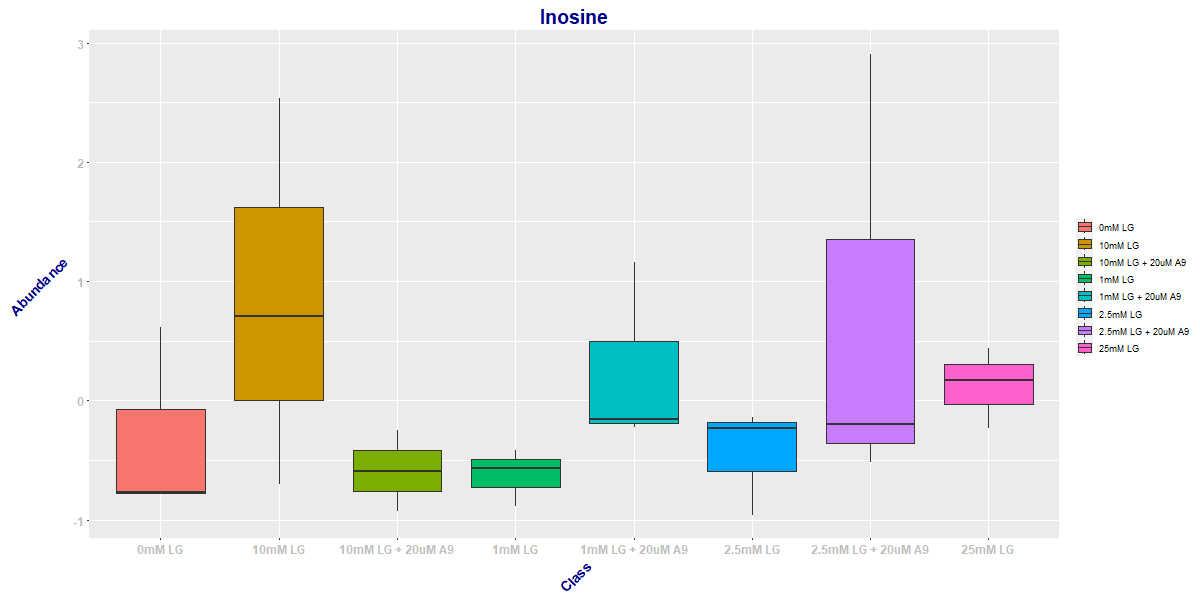 Inosine
3
2
1
0
-1
Abundance
0mM LG
10mM LG
10mM LG + 20uM A9
1mM LG
1mM LG + 20uM A9
2.5mM LG
2.5mM LG + 20uM A9
25mM LG
Class
0mM LG
10mM LG
10mM LG + 20uM A9
1mM LG
1mM LG + 20uM A9
2.5mM LG
2.5mM LG + 20uM A9
25mM LG